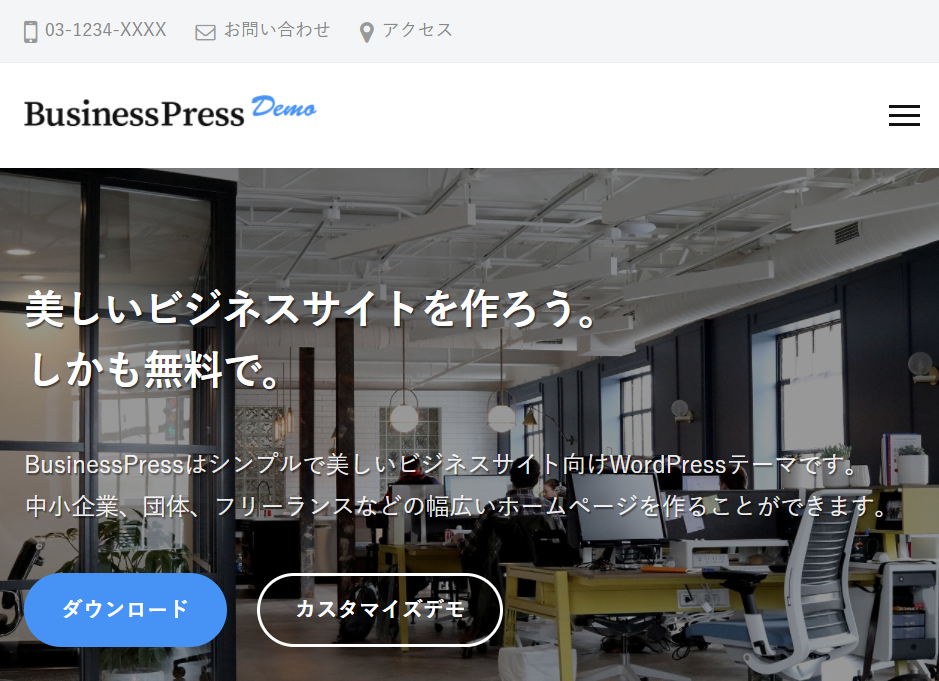 03-1234-XXXX お問い合わせ アクセス
BusinessPress Demo
美しいビジネスサイトを作ろう。
しかも無料で。
BusinessPressはシンプルで美しいビジネスサイト向けWordPressテーマです。
中小企業、団体、フリーランスなどの幅広いホームページを作ることができます。
ダウンロード カスタマイズデモ